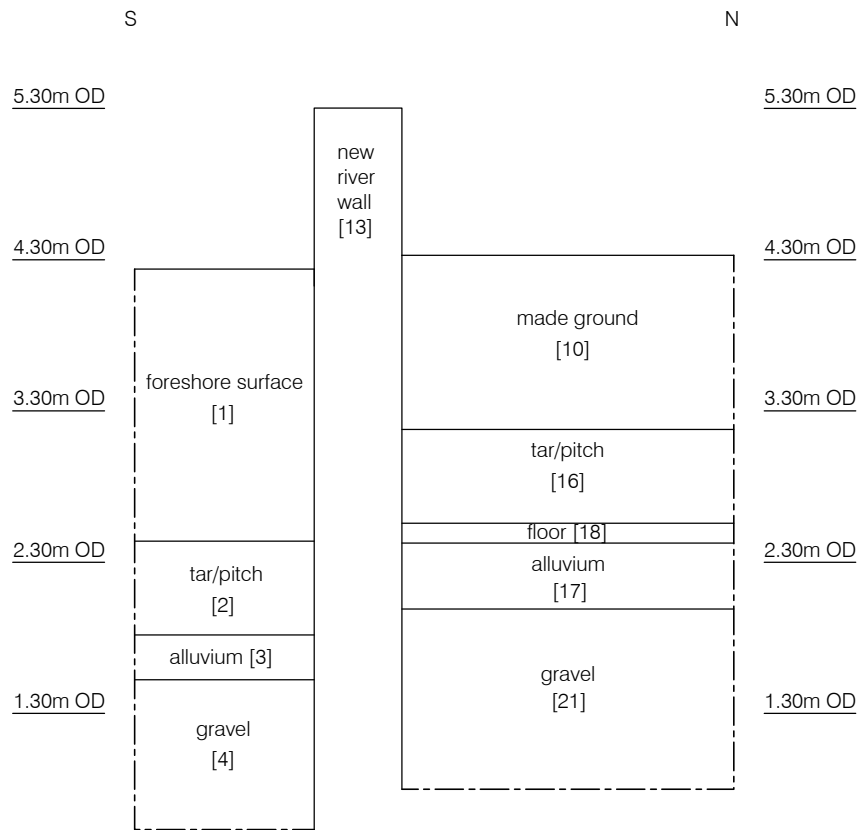 S
N
5.30m OD
5.30m OD
new
river
wall
[13]
4.30m OD
4.30m OD
made ground
[10]
foreshore surface
[1]
3.30m OD
3.30m OD
tar/pitch
[16]
floor [18]
2.30m OD
2.30m OD
tar/pitch
[2]
alluvium
[17]
alluvium [3]
gravel
[21]
1.30m OD
1.30m OD
gravel
[4]